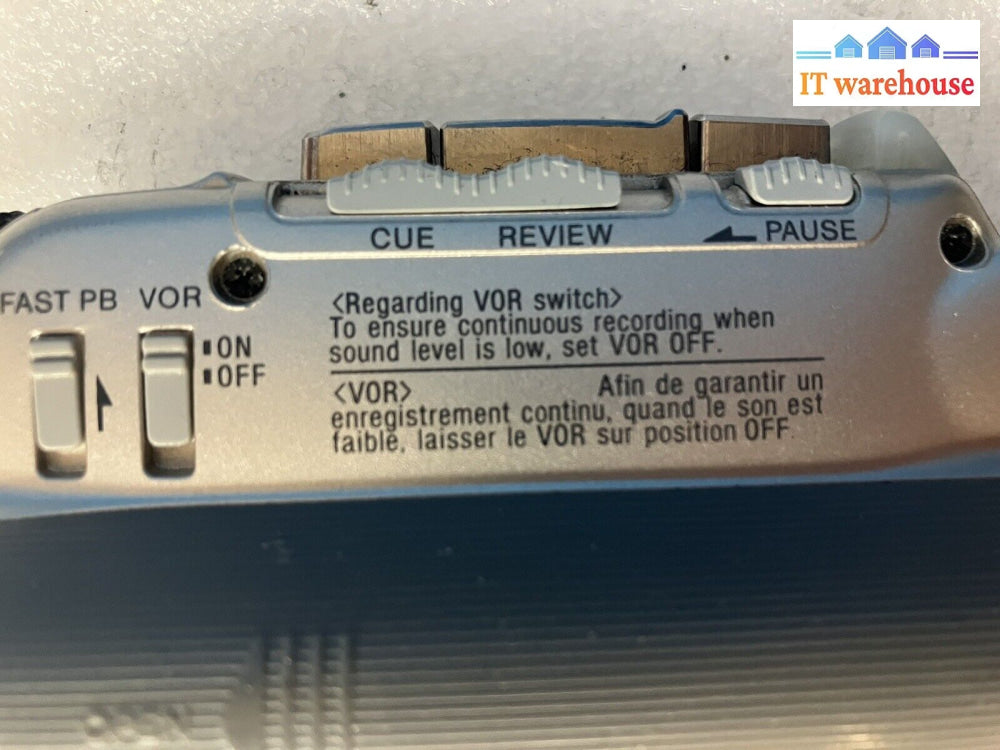 IT warehouse
CUE REVIEW PAUSE
FAST PB VOR
ON
OFF
<Regarding VOR switch>
To ensure continuous recording when
sound level is low, set VOR OFF.
<VOR> Afin de garantir un
enregistrement continu, quand le son est
faible, laisser le VOR sur position OFF.